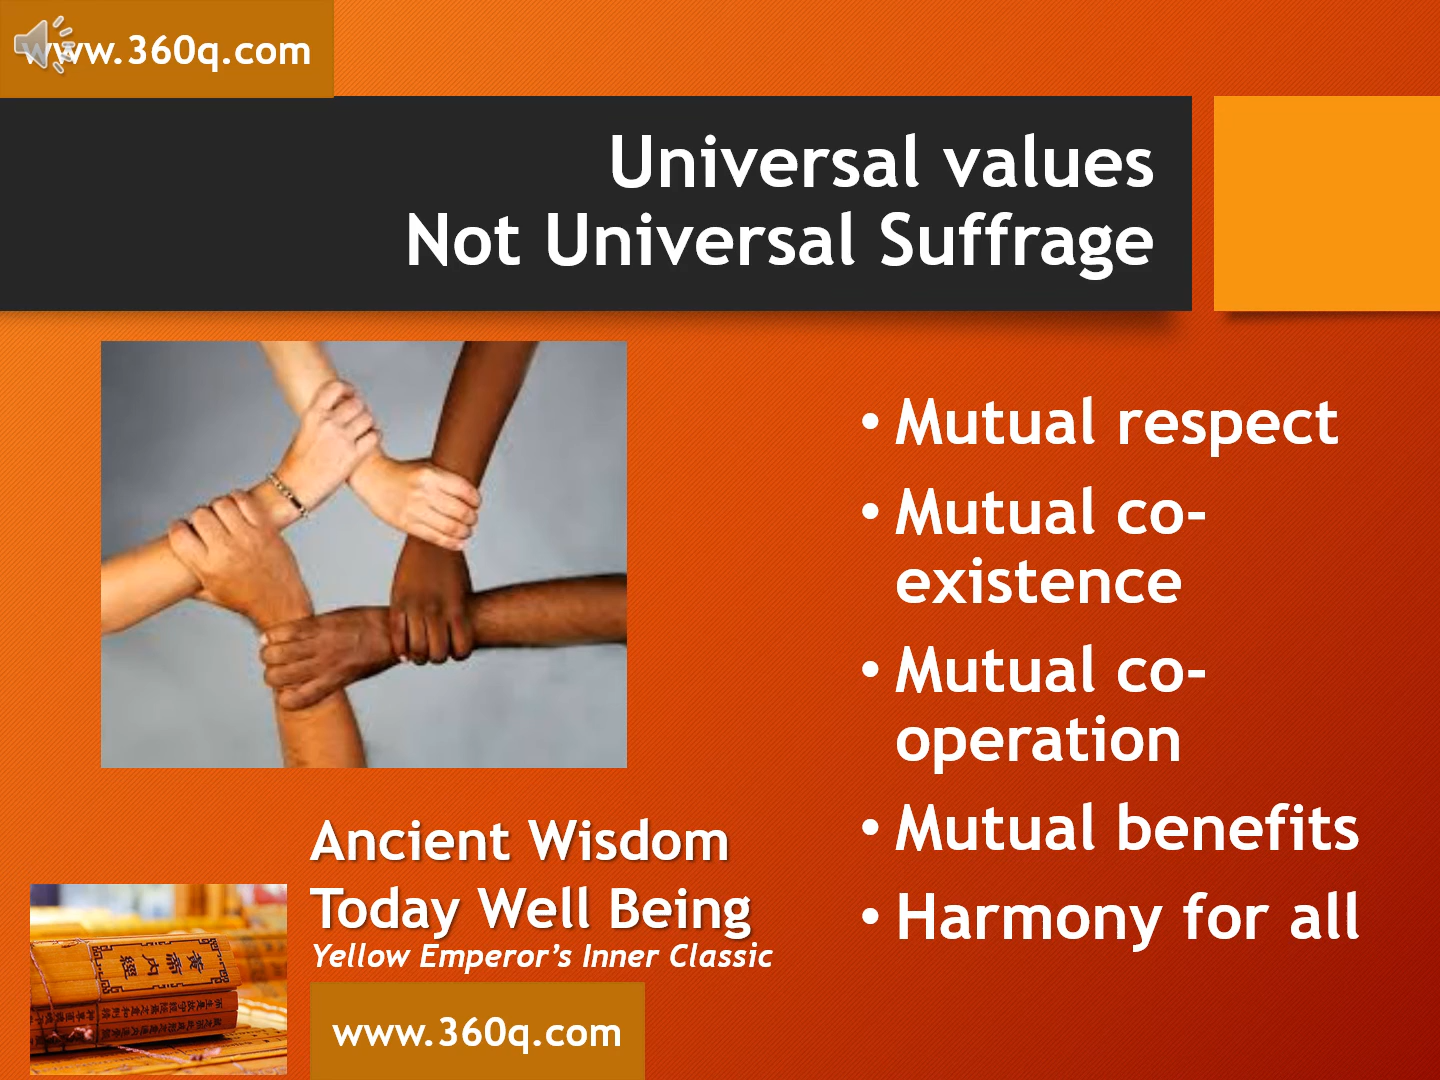 www.360q.com
Universal values
Not Universal Suffrage
• Mutual respect
• Mutual co-
existence
• Mutual co-
operation
• Mutual benefits
• Harmony for all
Ancient Wisdom
Today Well Being
Yellow Emperor’s Inner Classic
黃帝
內
經
www.360q.com